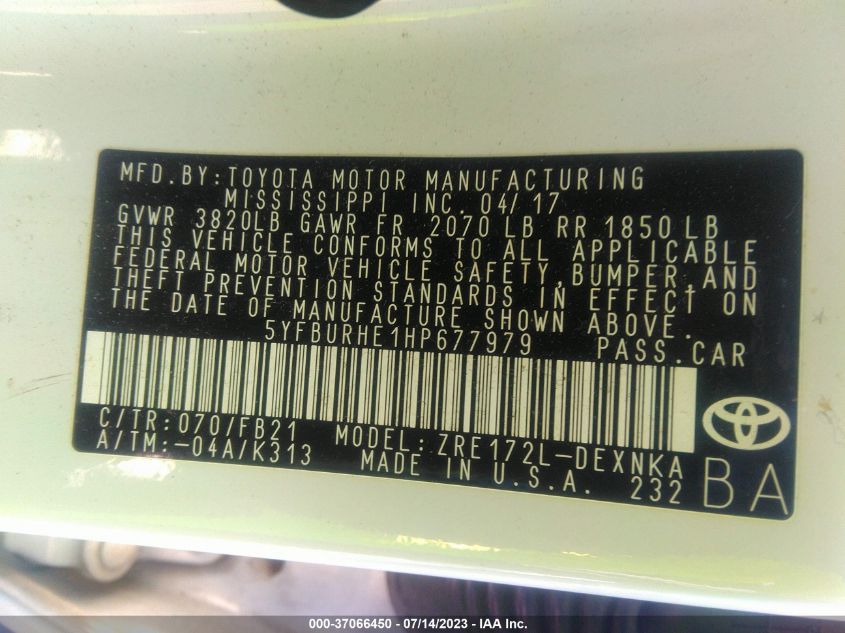 MFD.BY:TOYOTA MOTOR MANUFACTURING
MISSISSIPPI INC. 04/17
GVWR 3820LB GAWR FR 2070LB RR 1850LB
THIS VEHICLE CONFORMS TO ALL APPLICABLE
FEDERAL MOTOR VEHICLE SAFETY,BUMPER,AND
THEFT PREVENTION STANDARDS IN EFFECT ON
THE DATE OF MANUFACTURE SHOWN ABOVE.
5YFBURHE1HP677979 PASS.CAR
C/TR:070/FB21 MODEL:ZRE172L-DEXNKA
A/TM:-04A/K313 MADE IN U.S.A. 232
BA
000-37066450 - 07/14/2023 - IAA Inc.